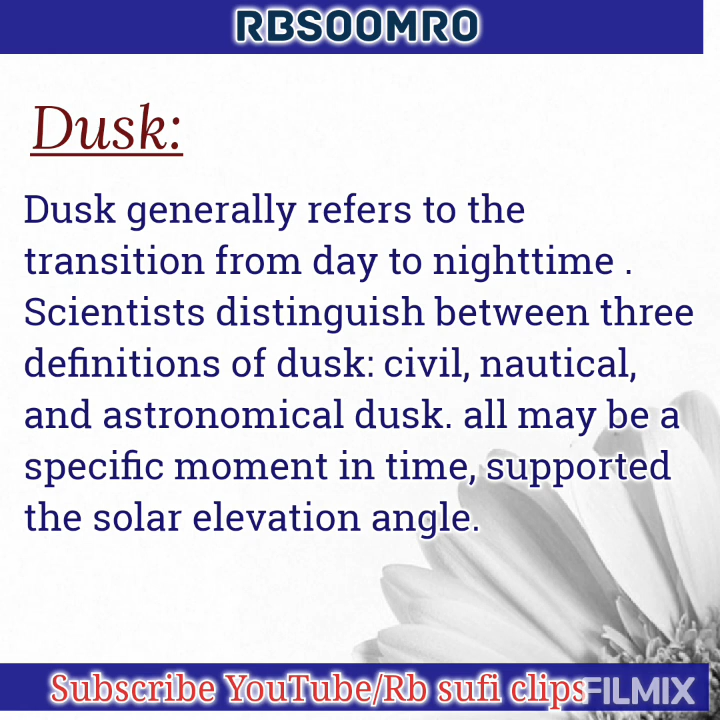 RBSOOMRO
Dusk:
Dusk generally refers to the
transition from day to nighttime .
Scientists distinguish between three
definitions of dusk: civil, nautical,
and astronomical dusk. all may be a
specific moment in time, supported
the solar elevation angle.
Subscribe YouTube/Rb sufi clips
FILMIX